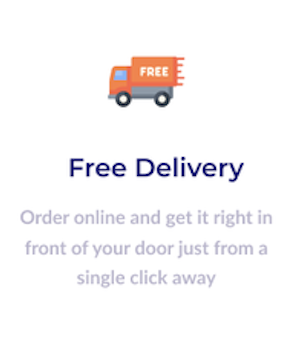 FREE
Free Delivery
Order online and get it right in
front of your door just from a
single click away